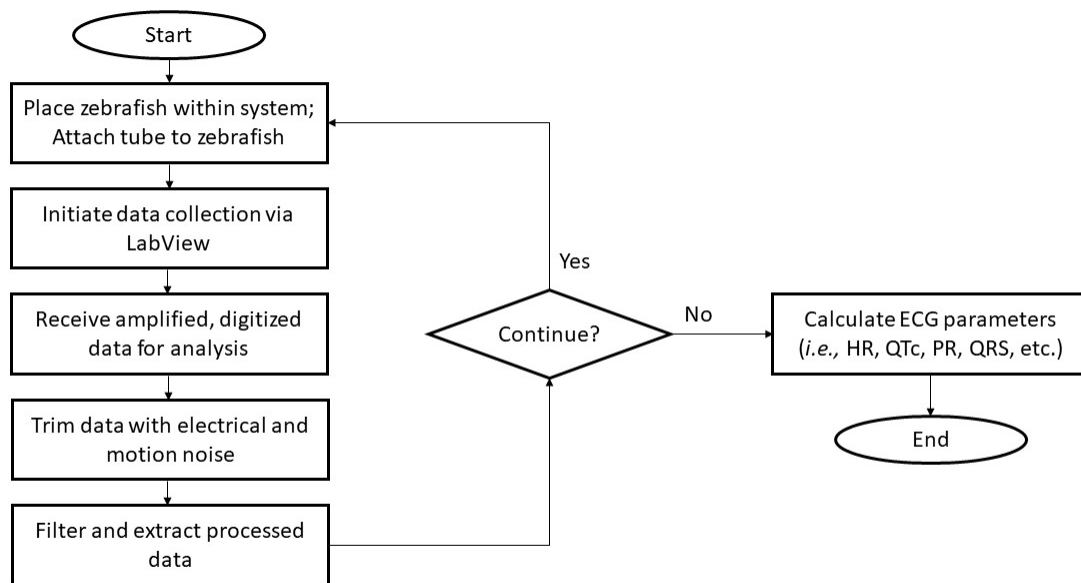 Start
Place zebrafish within system;
Attach tube to zebrafish
Initiate data collection via
LabView
Receive amplified, digitized
data for analysis
Trim data with electrical and
motion noise
Filter and extract processed
data
Continue?
Yes
No
Calculate ECG parameters
(i.e., HR, QTc, PR, QRS, etc.)
End